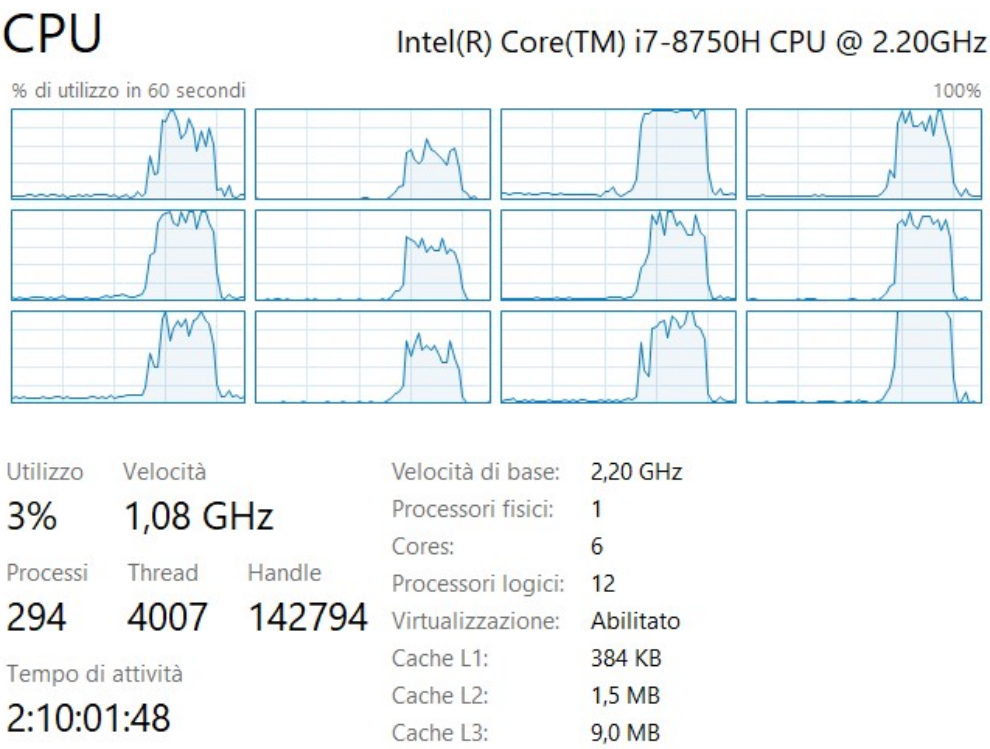 CPU
Intel(R) Core(TM) i7-8750H CPU @ 2.20GHz
% di utilizzo in 60 secondi
100%
Utilizzo
Velocità
3%
1,08 GHz
Processi
Thread
Handle
294
4007
142794
Tempo di attività
2:10:01:48
Velocità di base: 2,20 GHz
Processori fisici: 1
Cores: 6
Processori logici: 12
Virtualizzazione: Abilitato
Cache L1: 384 KB
Cache L2: 1,5 MB
Cache L3: 9,0 MB